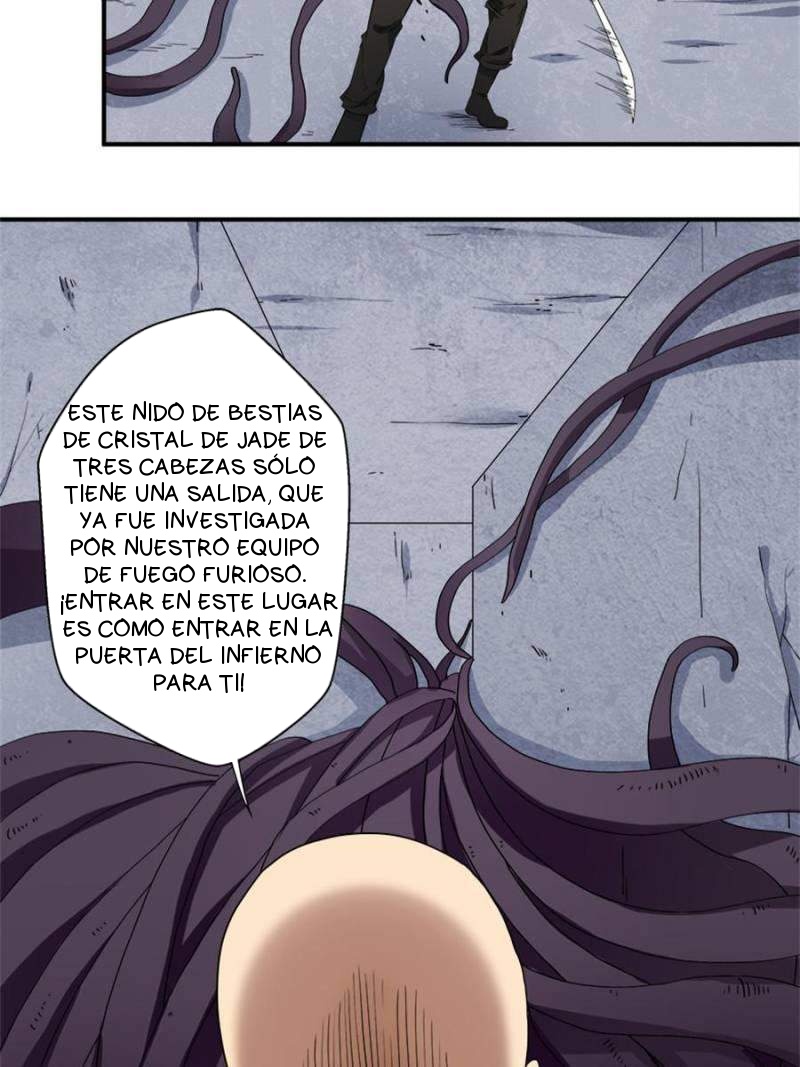 ESTE NIDO DE BESTIAS
DE CRISTAL DE JADE DE
TRES CABEZAS SÓLO
TIENE UNA SALIDA, QUE
YA FUE INVESTIGADA
POR NUESTRO EQUIPO
DE FUEGO FURIOSO.
¡ENTRAR EN ESTE LUGAR
ES COMO ENTRAR EN LA
PUERTA DEL INFIERNO
PARA TI!